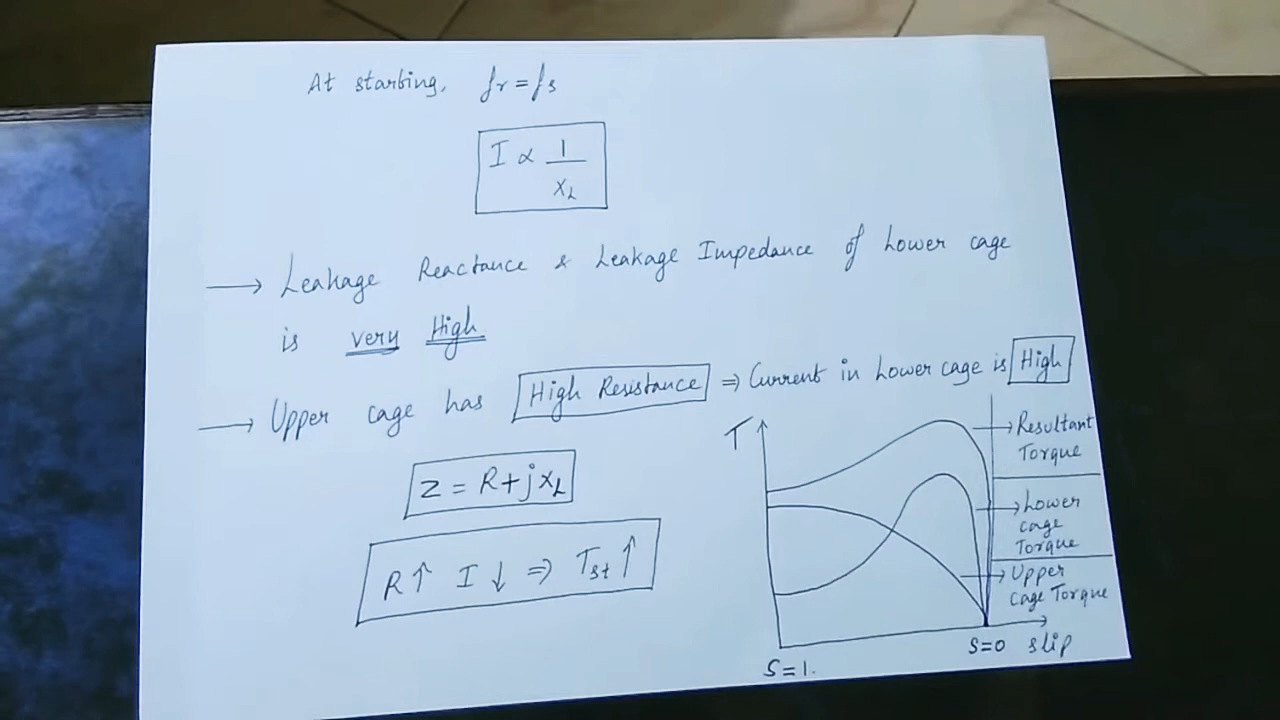 At starting, fr = fs
I ∝ 1/XL
→ Leakage Reactance & Leakage Impedance of Lower cage
is very High
→ Upper cage has High Resistance ⇒ Current in Lower cage is High
Z = R+jXL
R↑ I↓ ⇒ Tst↑
T
Resultant
Torque
Lower
cage
Torque
Upper
Cage Torque
S=1.
S=0 slip